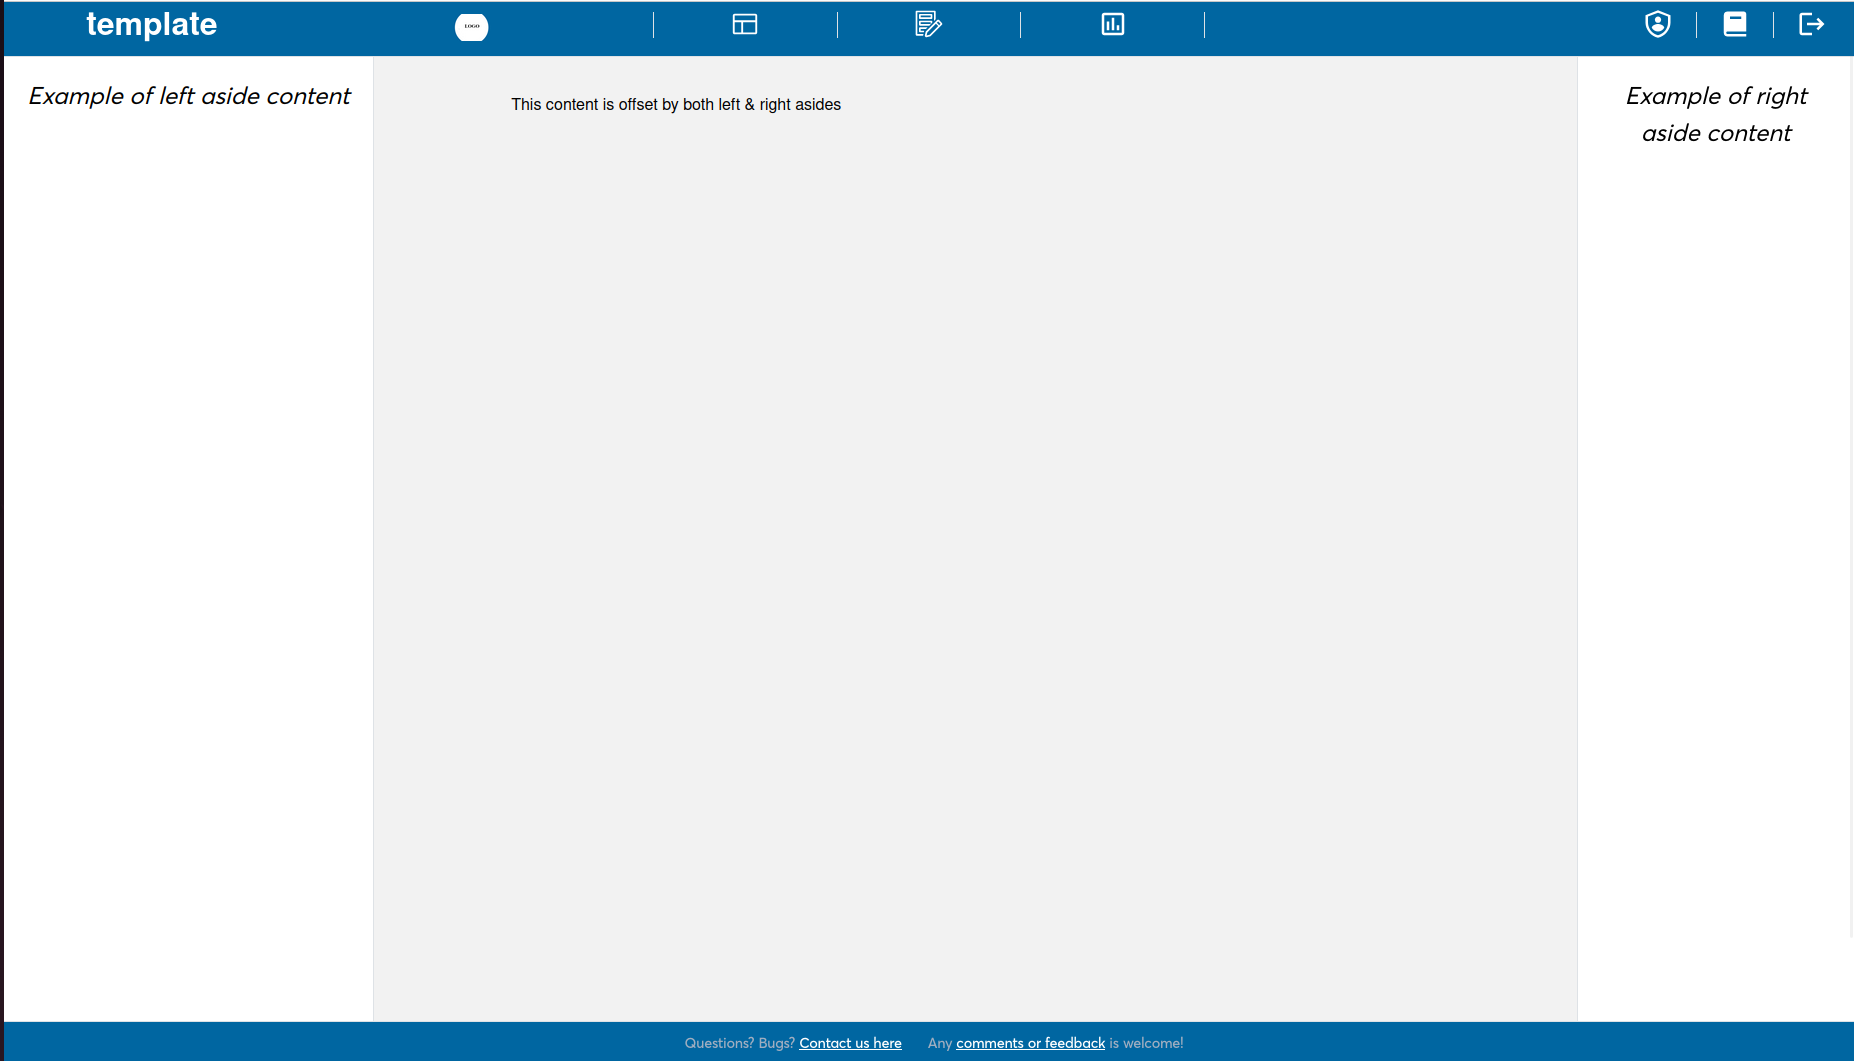 template
LOGO
Example of left aside content
This content is offset by both left & right asides
Example of right
aside content
Questions? Bugs? Contact us here Any comments or feedback is welcome!